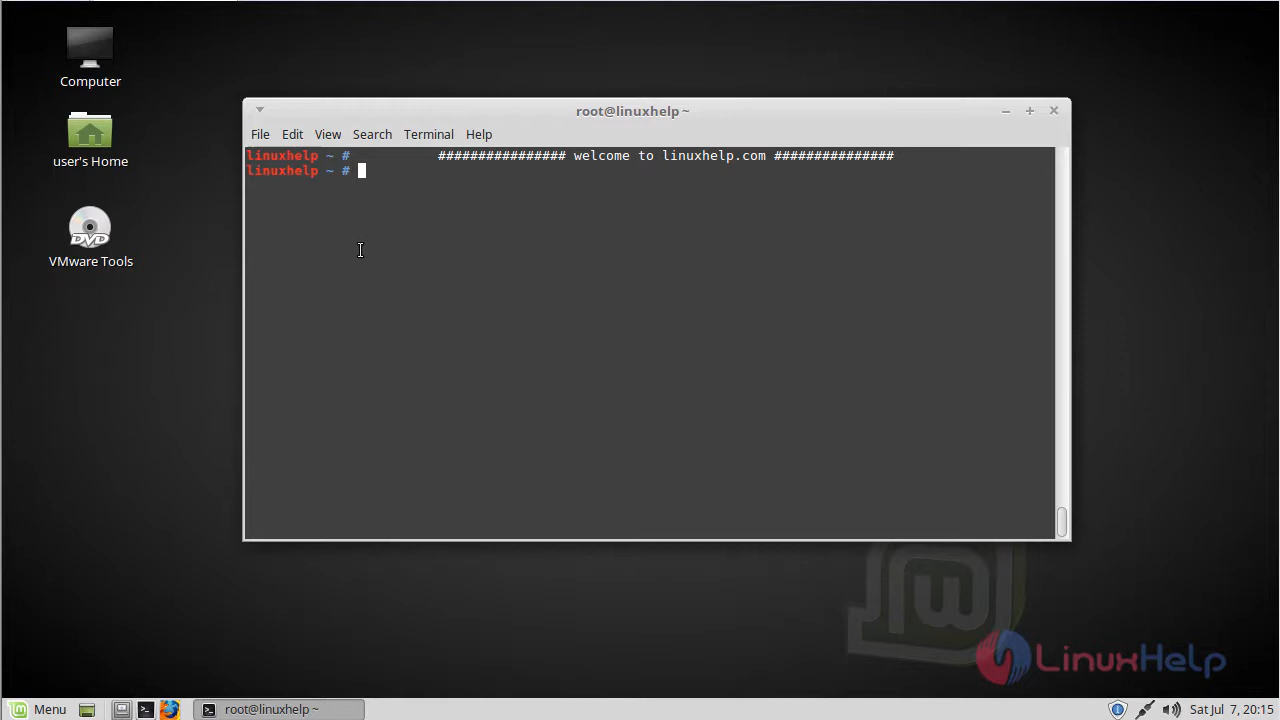 Computer
user's Home
DVD
VMware Tools
root@linuxhelp ~
File Edit View Search Terminal Help
linuxhelp ~ # ################ welcome to linuxhelp.com ###############
linuxhelp ~ #
LinuxHelp
Menu
root@linuxhelp ~
Sat Jul 7, 20:15